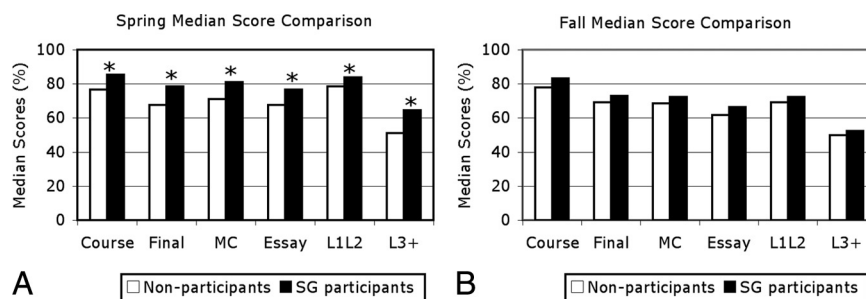 Spring Median Score Comparison
Median Scores (%)
100
80
60
40
20
0
* * * * * *
Course Final MC Essay L1L2 L3+
A
Non-participants SG participants
Fall Median Score Comparison
Median Scores (%)
100
80
60
40
20
0
Course Final MC Essay L1L2 L3+
B
Non-participants SG participants